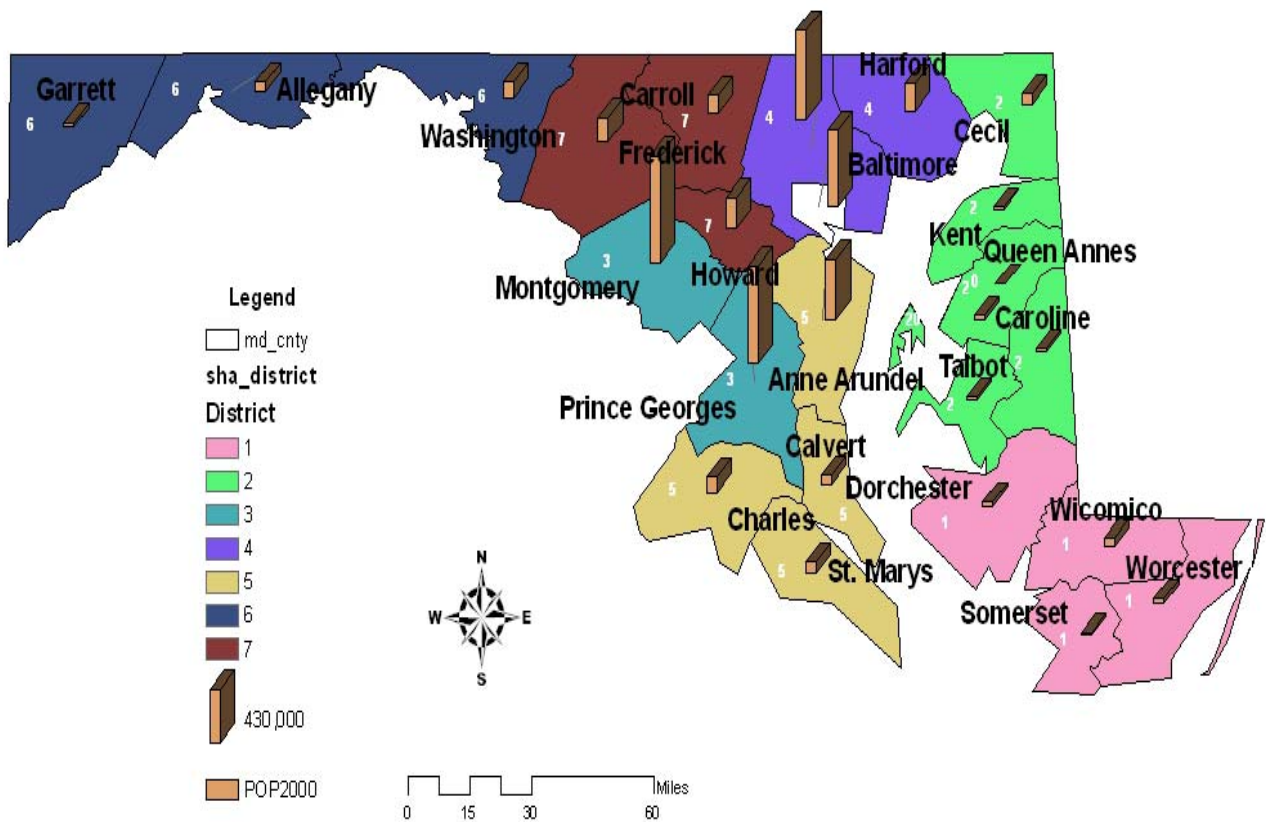 Garrett
6
6
Allegany
6
Washington
7
Carroll
7
Frederick
7
4
Harford
4
Baltimore
2
Cecil
2
Kent
Queen Annes
2
0
20
Caroline
2
Talbot
2
3
Montgomery
Howard
3
Prince Georges
5
Anne Arundel
Calvert
5
5
Charles
5
St. Marys
Dorchester
1
Wicomico
1
Worcester
1
Somerset
1
Legend
md_cnty
sha_district
District
1
2
3
4
5
6
7
430,000
POP2000
N
W
E
S
Miles
0 15 30 60